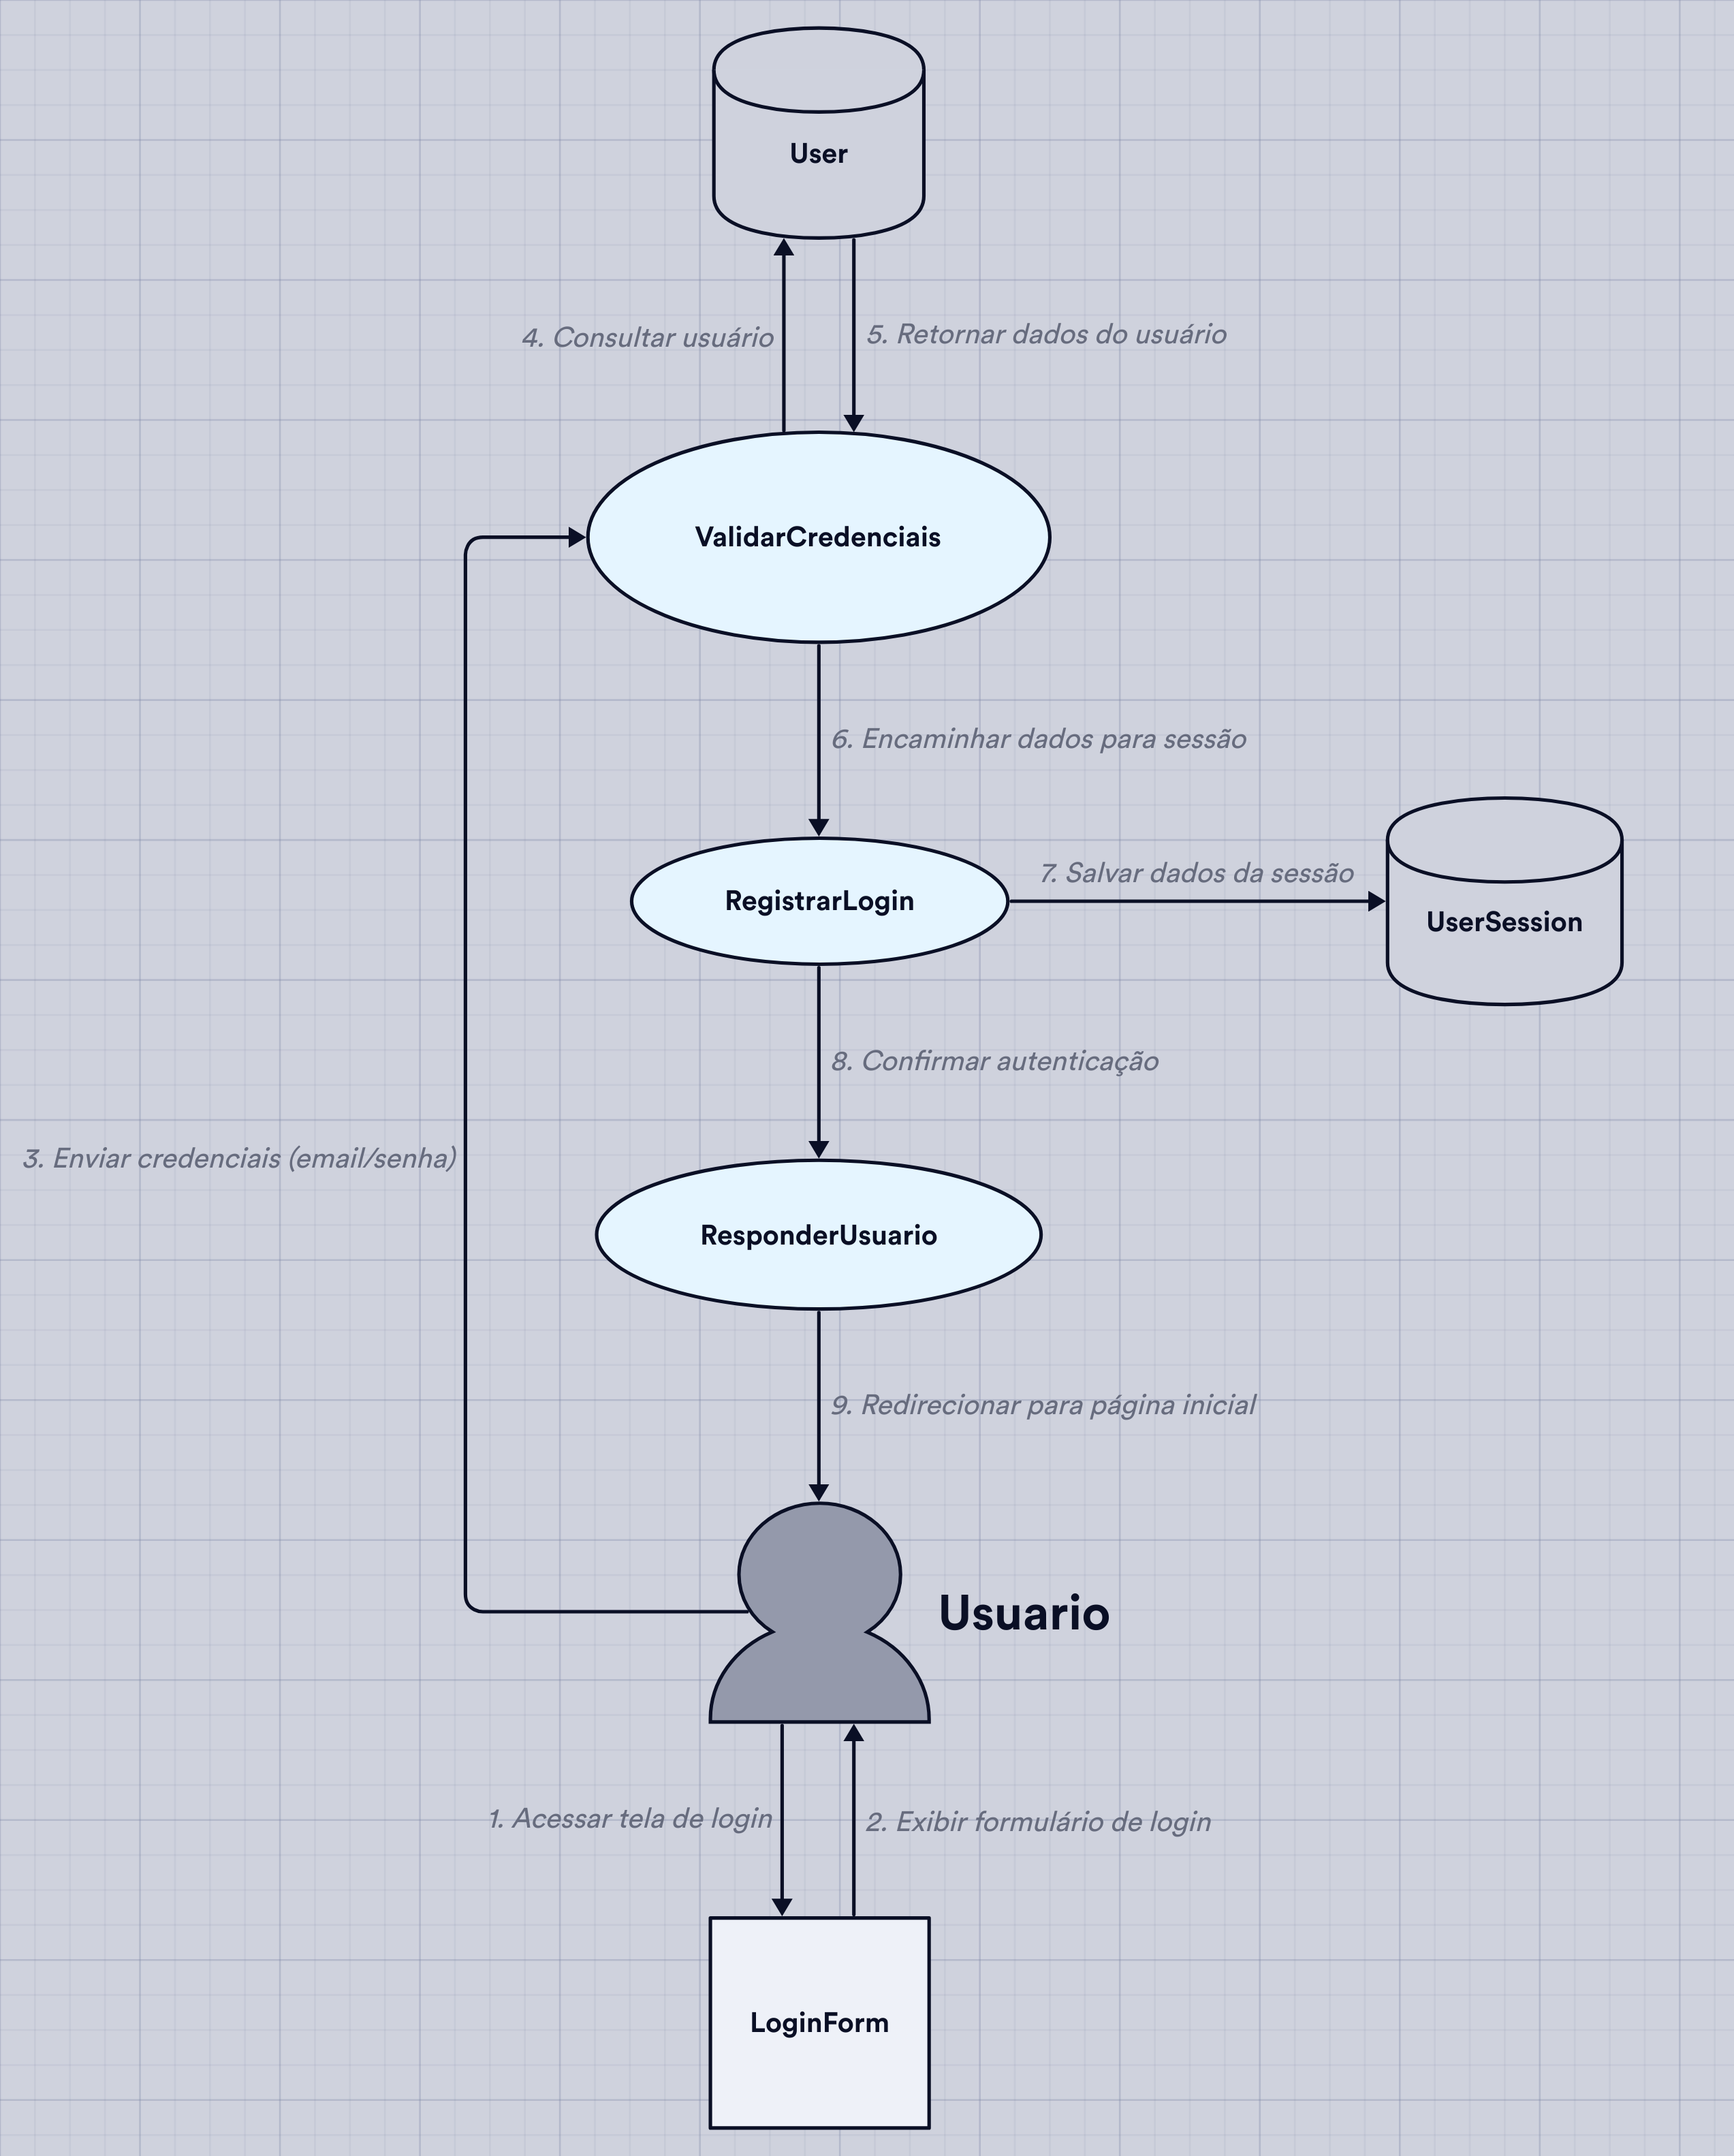 User
4. Consultar usuário
5. Retornar dados do usuário
ValidarCredenciais
6. Encaminhar dados para sessão
7. Salvar dados da sessão
RegistrarLogin
UserSession
8. Confirmar autenticação
3. Enviar credenciais (email/senha)
ResponderUsuario
9. Redirecionar para página inicial
Usuario
1. Acessar tela de login
2. Exibir formulário de login
LoginForm